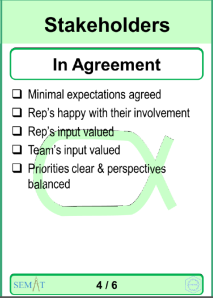 Stakeholders
In Agreement
❑ Minimal expectations agreed
❑ Rep's happy with their involvement
❑ Rep's input valued
❑ Team's input valued
❑ Priorities clear & perspectives
balanced
SEMAT
4 / 6